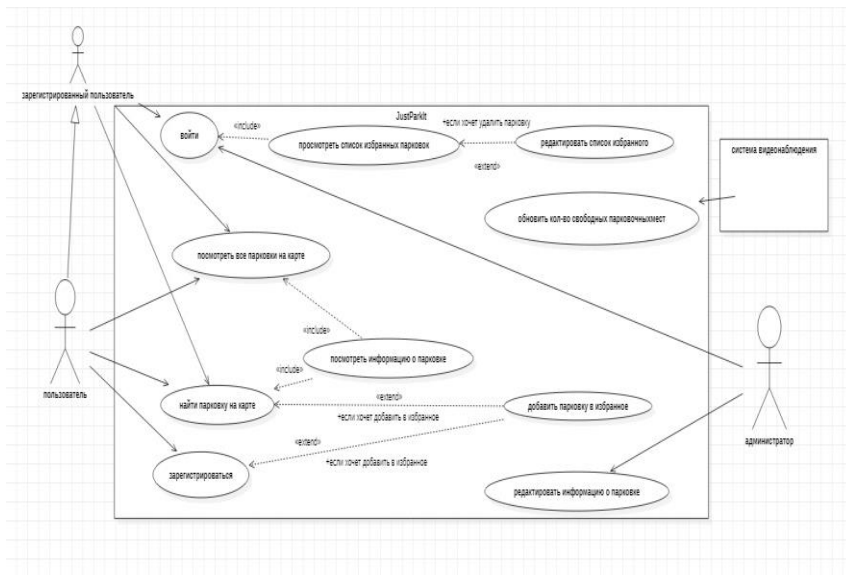 зарегистрированный пользователь
JustParkIt
войти
«include»
просмотреть список избранных парковок
+если хочет удалить парковку
«extend»
редактировать список избранного
система видеонаблюдения
обновить кол-во свободных парковочныхмест
посмотреть все парковки на карте
«include»
посмотреть информацию о парковке
«include»
пользователь
найти парковку на карте
«extend»
+если хочет добавить в избранное
добавить парковку в избранное
администратор
«extend»
+если хочет добавить в избранное
зарегистрироваться
редактировать информацию о парковке